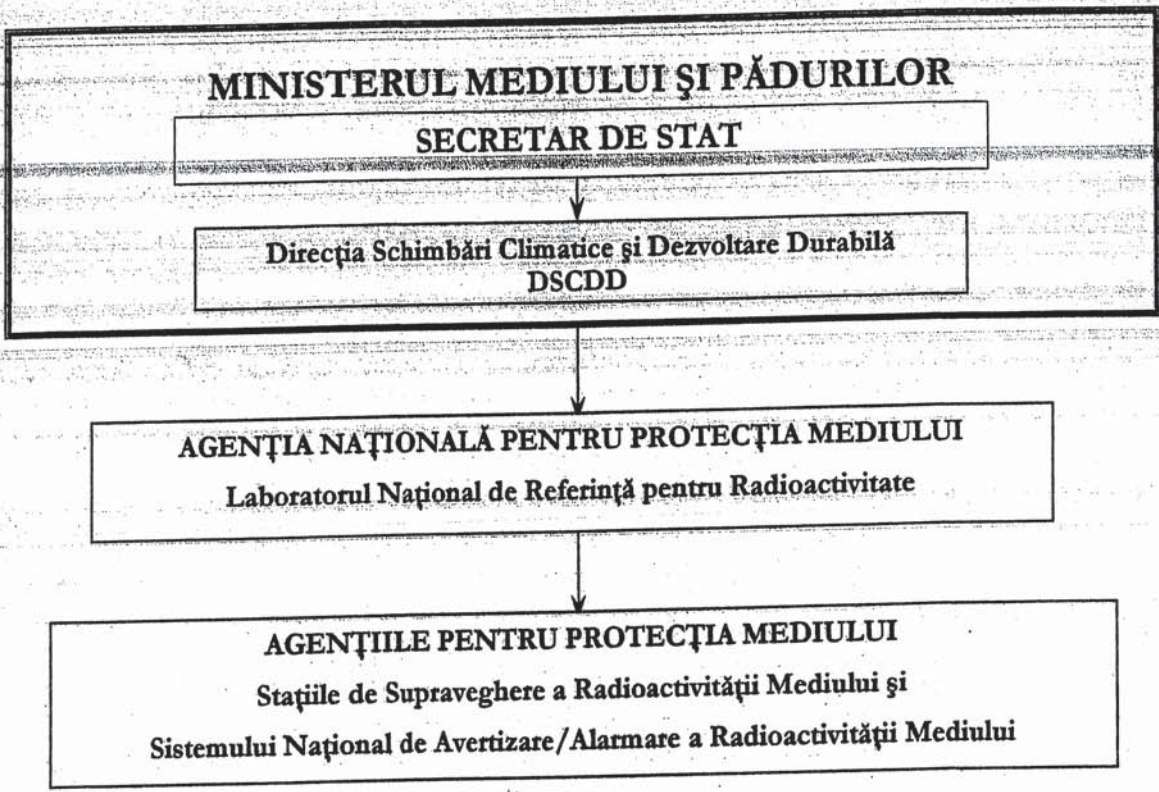 MINISTERUL MEDIULUI ŞI PĂDURILOR
SECRETAR DE STAT
Direcţia Schimbări Climatice şi Dezvoltare Durabilă
DSCDD
AGENŢIA NAŢIONALĂ PENTRU PROTECŢIA MEDIULUI
Laboratorul Naţional de Referinţă pentru Radioactivitate
AGENŢIILE PENTRU PROTECŢIA MEDIULUI
Staţiile de Supraveghere a Radioactivităţii Mediului şi
Sistemului Naţional de Avertizare/Alarmare a Radioactivităţii Mediului